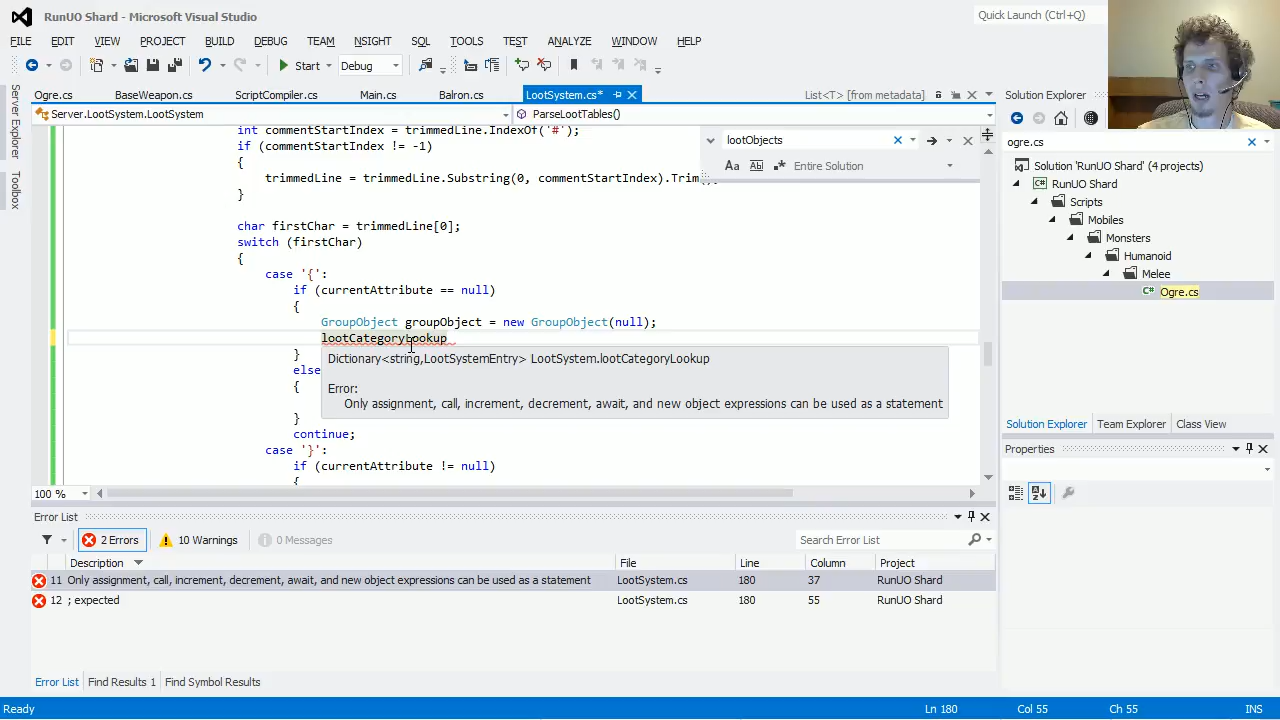 RunUO Shard - Microsoft Visual Studio
Quick Launch (Ctrl+Q)
FILE EDIT VIEW PROJECT BUILD DEBUG TEAM NSIGHT SQL TOOLS TEST ANALYZE WINDOW HELP
Start Debug
Ogre.cs BaseWeapon.cs ScriptCompiler.cs Main.cs Balron.cs LootSystem.cs* List<T> [from metadata]
Server.LootSystem.LootSystem ParseLootTables()
Server Explorer
Toolbox
int commentStartIndex = trimmedLine.IndexOf('#');
if (commentStartIndex != -1)
{
trimmedLine = trimmedLine.Substring(0, commentStartIndex).Trim();
}
char firstChar = trimmedLine[0];
switch (firstChar)
{
case '{':
if (currentAttribute == null)
{
GroupObject groupObject = new GroupObject(null);
lootCategoryLookup
}
else
{
}
continue;
case '}':
if (currentAttribute != null)
{
Dictionary<string,LootSystemEntry> LootSystem.lootCategoryLookup
Error:
Only assignment, call, increment, decrement, await, and new object expressions can be used as a statement
lootObjects
Aa Ab Entire Solution
100 %
Solution Explorer
ogre.cs
Solution 'RunUO Shard' (4 projects)
C# RunUO Shard
Scripts
Mobiles
Monsters
Humanoid
Melee
C# Ogre.cs
Solution Explorer Team Explorer Class View
Properties
Error List
2 Errors 10 Warnings 0 Messages Search Error List
Description File Line Column Project
11 Only assignment, call, increment, decrement, await, and new object expressions can be used as a statement LootSystem.cs 180 37 RunUO Shard
12 ; expected LootSystem.cs 180 55 RunUO Shard
Error List Find Results 1 Find Symbol Results
Ready Ln 180 Col 55 Ch 55 INS